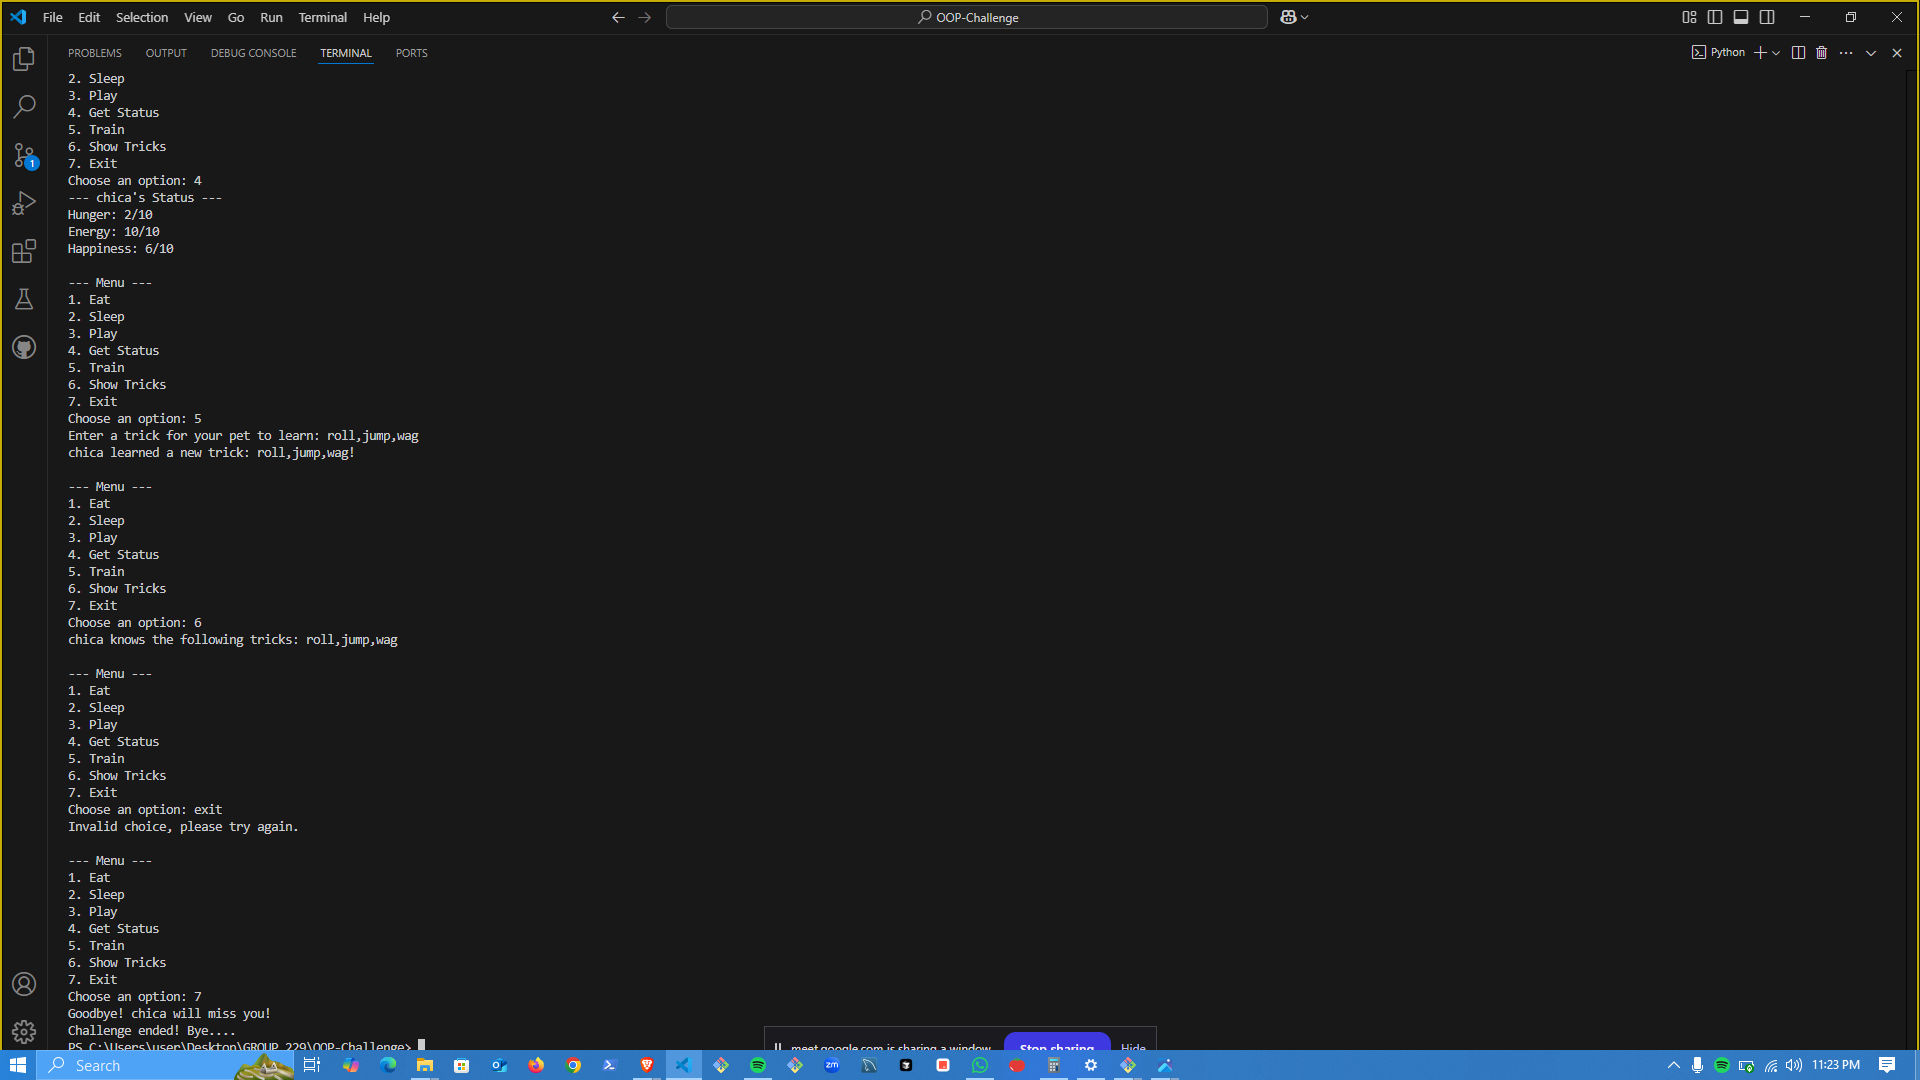 File Edit Selection View Go Run Terminal Help
OOP-Challenge
PROBLEMS OUTPUT DEBUG CONSOLE TERMINAL PORTS
Python
2. Sleep
3. Play
4. Get Status
5. Train
6. Show Tricks
7. Exit
Choose an option: 4
--- chica's Status ---
Hunger: 2/10
Energy: 10/10
Happiness: 6/10
--- Menu ---
1. Eat
2. Sleep
3. Play
4. Get Status
5. Train
6. Show Tricks
7. Exit
Choose an option: 5
Enter a trick for your pet to learn: roll,jump,wag
chica learned a new trick: roll,jump,wag!
--- Menu ---
1. Eat
2. Sleep
3. Play
4. Get Status
5. Train
6. Show Tricks
7. Exit
Choose an option: 6
chica knows the following tricks: roll,jump,wag
--- Menu ---
1. Eat
2. Sleep
3. Play
4. Get Status
5. Train
6. Show Tricks
7. Exit
Choose an option: exit
Invalid choice, please try again.
--- Menu ---
1. Eat
2. Sleep
3. Play
4. Get Status
5. Train
6. Show Tricks
7. Exit
Choose an option: 7
Goodbye! chica will miss you!
Challenge ended! Bye....
PS C:\Users\user\Desktop\GROUP 229\OOP-Challenge>
1
meet.google.com is sharing a window.
Stop sharing
Hide
Search
zm
11:23 PM